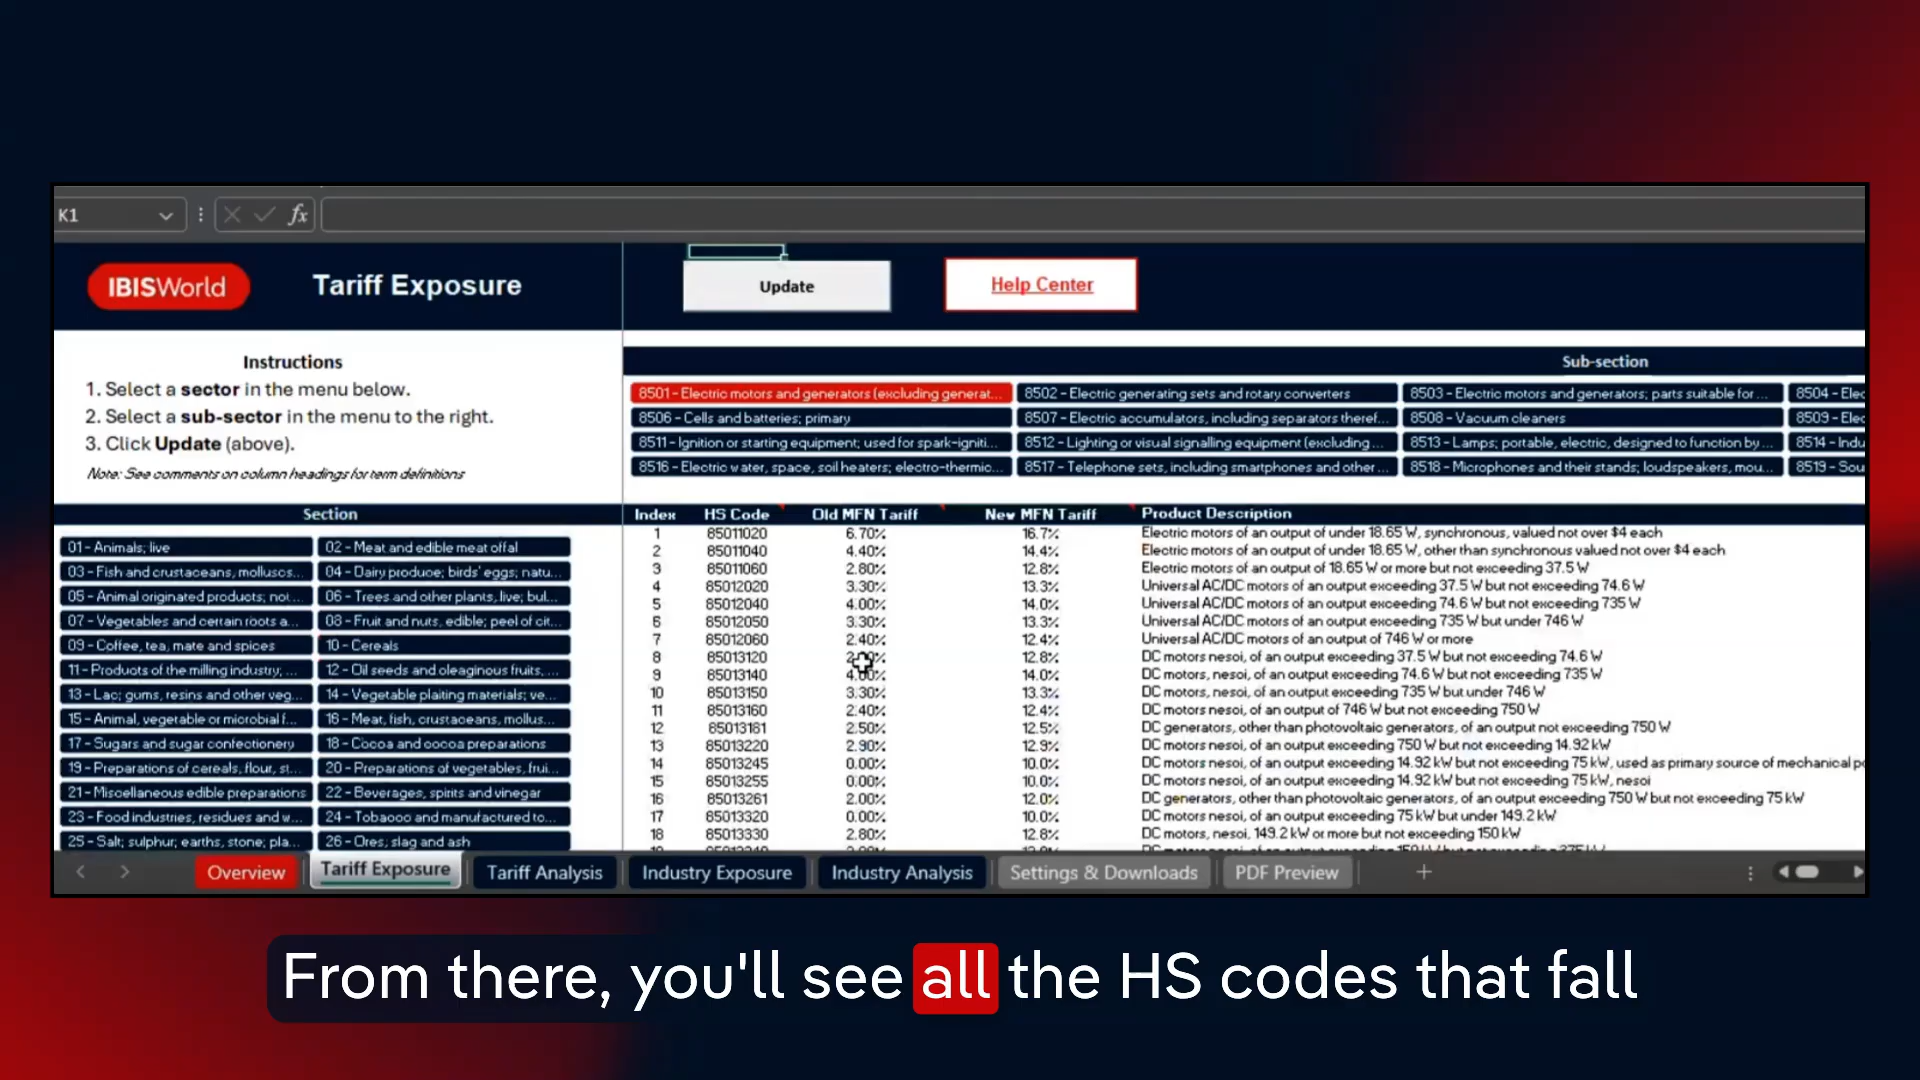 K1
fx
IBISWorld
Tariff Exposure
Update
Help Center
Instructions
1. Select a sector in the menu below.
2. Select a sub-sector in the menu to the right.
3. Click Update (above).
Note: See comments on column headings for term definitions
Sub-section
8501 - Electric motors and generators (excluding generat...
8502 - Electric generating sets and rotary converters
8503 - Electric motors and generators; parts suitable for ...
8504 - Elec
8506 - Cells and batteries; primary
8507 - Electric accumulators, including separators theref...
8508 - Vacuum cleaners
8509 - Elec
8511 - Ignition or starting equipment; used for spark-igniti...
8512 - Lighting or visual signalling equipment (excluding ...
8513 - Lamps; portable, electric, designed to function by ...
8514 - Indu
8516 - Electric water, space, soil heaters; electro-thermic...
8517 - Telephone sets, including smartphones and other ...
8518 - Microphones and their stands; loudspeakers, mou...
8519 - Sou
Section
01 - Animals; live
02 - Meat and edible meat offal
03 - Fish and crustaceans, molluscs...
04 - Dairy produce; birds' eggs; natu...
05 - Animal originated products; not ...
06 - Trees and other plants, live; bul...
07 - Vegetables and certain roots a...
08 - Fruit and nuts, edible; peel of cit...
09 - Coffee, tea, mate and spices
10 - Cereals
11 - Products of the milling industry; ...
12 - Oil seeds and oleaginous fruits, ...
13 - Lac; gums, resins and other veg...
14 - Vegetable plaiting materials; ve...
15 - Animal, vegetable or microbial f...
16 - Meat, fish, crustaceans, mollus...
17 - Sugars and sugar confectionery
18 - Cocoa and cocoa preparations
19 - Preparations of cereals, flour, st...
20 - Preparations of vegetables, frui...
21 - Miscellaneous edible preparations
22 - Beverages, spirits and vinegar
23 - Food industries, residues and w...
24 - Tobacco and manufactured to...
25 - Salt; sulphur; earths, stone; pla...
26 - Ores; slag and ash
Index HS Code Old MFN Tariff New MFN Tariff Product Description
1 85011020 6.70% 16.7% Electric motors of an output of under 18.65 W, synchronous, valued not over $4 each
2 85011040 4.40% 14.4% Electric motors of an output of under 18.65 W, other than synchronous valued not over $4 each
3 85011060 2.80% 12.8% Electric motors of an output of 18.65 W or more but not exceeding 37.5 W
4 85012020 3.30% 13.3% Universal AC/DC motors of an output exceeding 37.5 W but not exceeding 74.6 W
5 85012040 4.00% 14.0% Universal AC/DC motors of an output exceeding 74.6 W but not exceeding 735 W
6 85012050 3.30% 13.3% Universal AC/DC motors of an output exceeding 735 W but under 746 W
7 85012060 2.40% 12.4% Universal AC/DC motors of an output of 746 W or more
8 85013120 12.8% DC motors nesoi, of an output exceeding 37.5 W but not exceeding 74.6 W
9 85013140 4.00% 14.0% DC motors, nesoi, of an output exceeding 74.6 W but not exceeding 735 W
10 85013150 3.30% 13.3% DC motors, nesoi, of an output exceeding 735 W but under 746 W
11 85013160 2.40% 12.4% DC motors nesoi, of an output of 746 W but not exceeding 750 W
12 85013161 2.50% 12.5% DC generators, other than photovoltaic generators, of an output not exceeding 750 W
13 85013220 2.90% 12.9% DC motors nesoi, of an output exceeding 750 W but not exceeding 14.92 kW
14 85013245 0.00% 10.0% DC motors nesoi, of an output exceeding 14.92 kW but not exceeding 75 kW, used as primary source of mechanical po
15 85013255 0.00% 10.0% DC motors nesoi, of an output exceeding 14.92 kW but not exceeding 75 kW, nesoi
16 85013261 2.00% 12.0% DC generators, other than photovoltaic generators, of an output exceeding 750 W but not exceeding 75 kW
17 85013320 0.00% 10.0% DC motors nesoi, of an output exceeding 75 kW but under 149.2 kW
18 85013330 2.80% 12.8% DC motors, nesoi, 149.2 kW or more but not exceeding 150 kW
Overview
Tariff Exposure
Tariff Analysis
Industry Exposure
Industry Analysis
Settings & Downloads
PDF Preview
From there, you'll see all the HS codes that fall